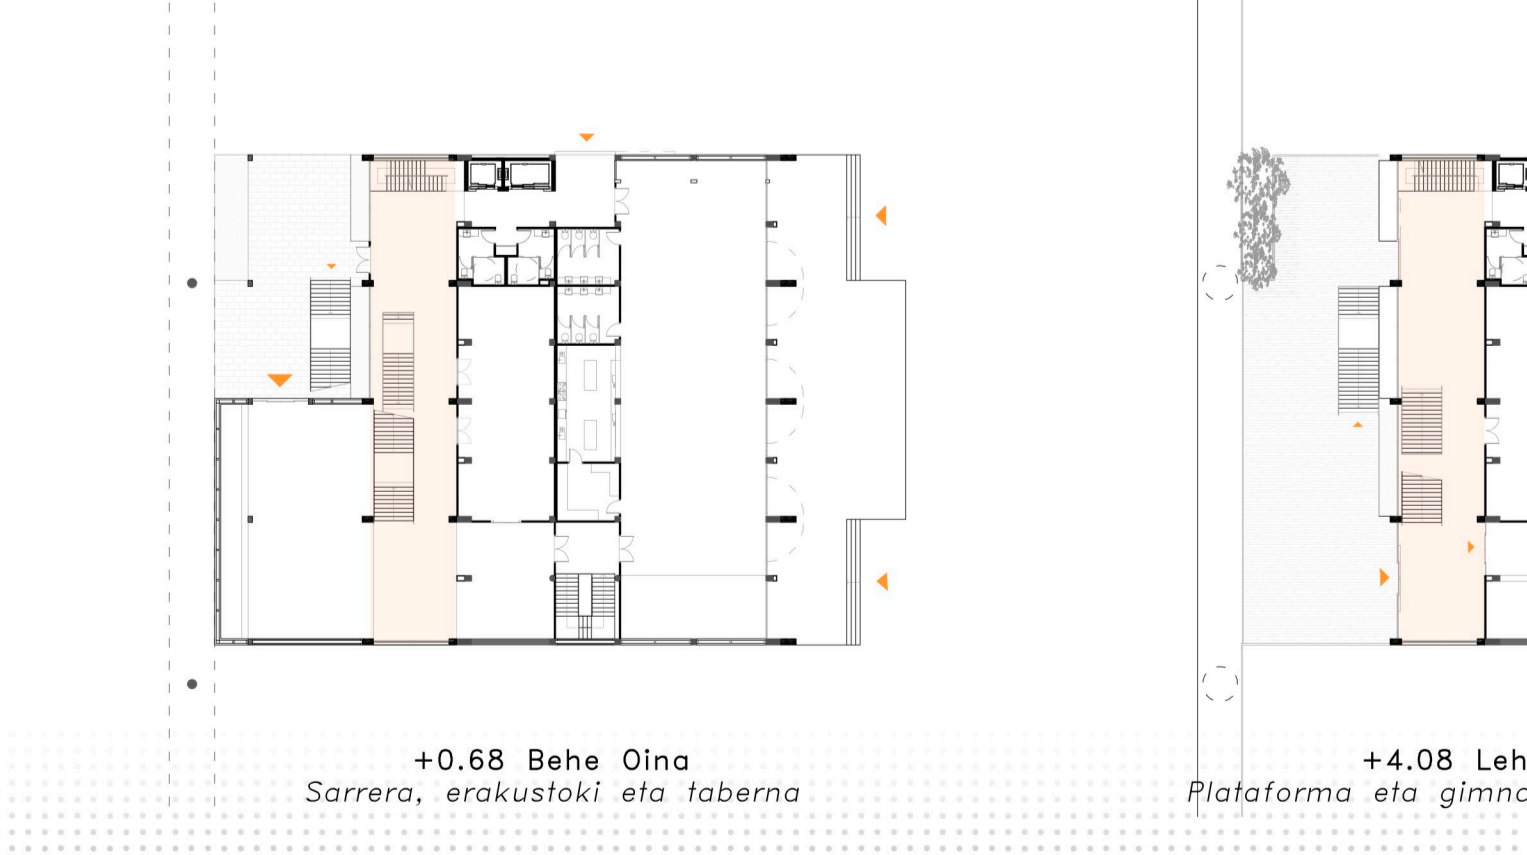 +0.68 Behe Oina
Sarrera, erakustoki eta taberna
+4.08 Leh
Plataforma eta gimna